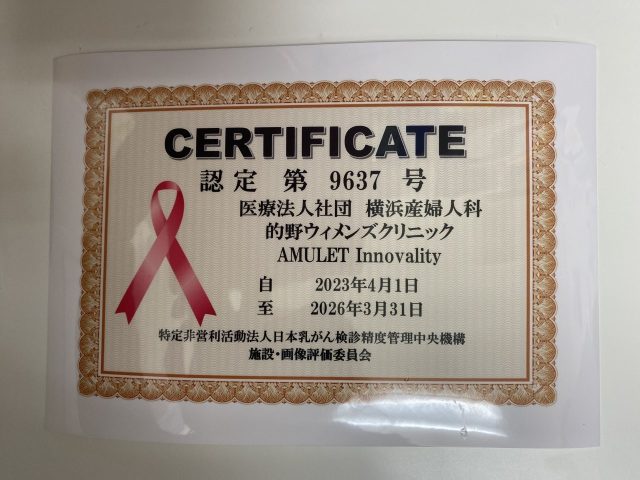 CERTIFICATE
認定 第 9637 号
医療法人社団 横浜産婦人科
的野ウィメンズクリニック
AMULET Innovality
自 2023年4月1日
至 2026年3月31日
特定非営利活動法人日本乳がん検診精度管理中央機構
施設・画像評価委員会